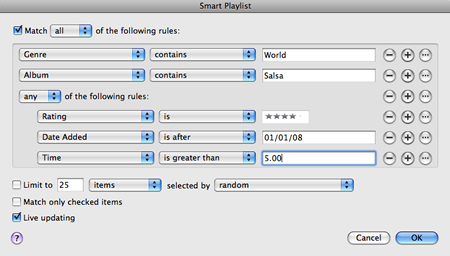 Smart Playlist
Match all of the following rules:
Genre contains World
Album contains Salsa
any of the following rules:
Rating is ★★★★
Date Added is after 01/01/08
Time is greater than 5.00
Limit to 25 items selected by random
Match only checked items
Live updating
? Cancel OK